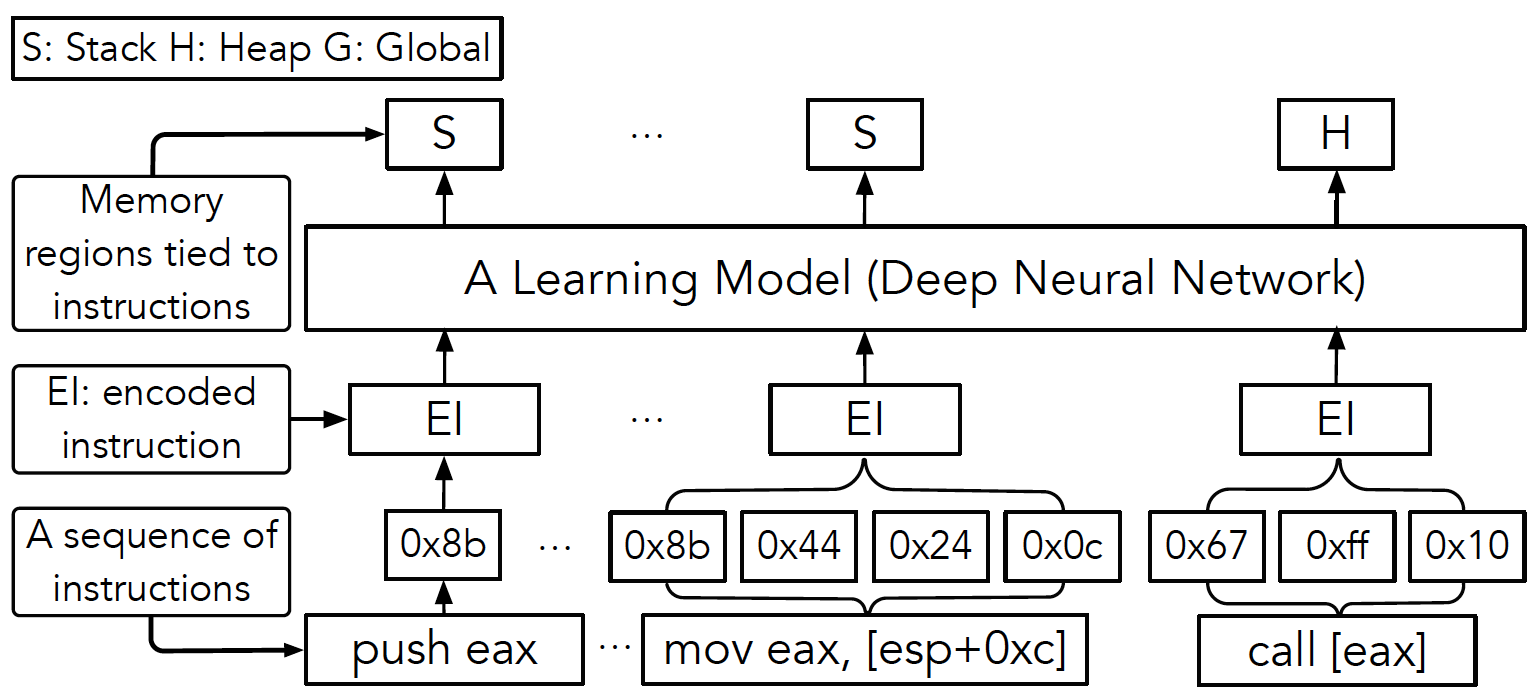 S: Stack H: Heap G: Global
S ... S H
Memory
regions tied to
instructions
A Learning Model (Deep Neural Network)
EI: encoded
instruction
EI ... EI EI
A sequence of
instructions
0x8b ... 0x8b 0x44 0x24 0x0c 0x67 0xff 0x10
push eax ... mov eax, [esp+0xc] call [eax]